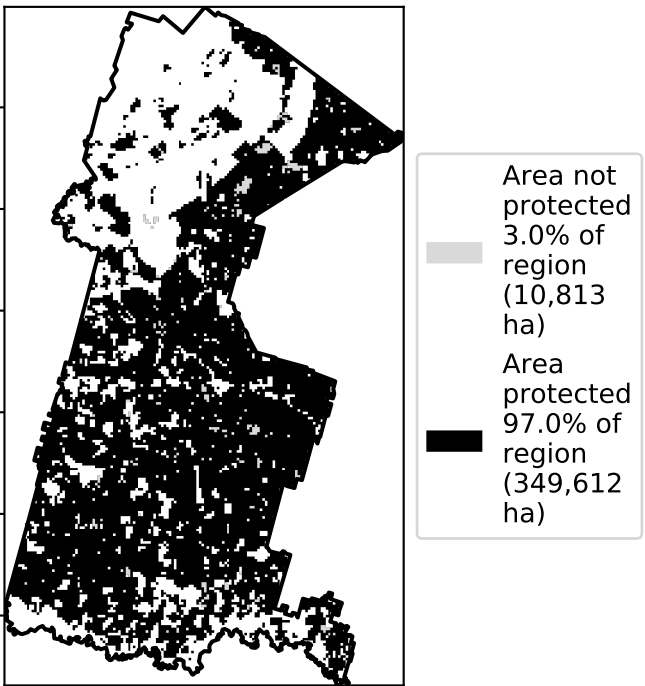 Area not
protected
3.0% of
region
(10,813
ha)
Area
protected
97.0% of
region
(349,612
ha)